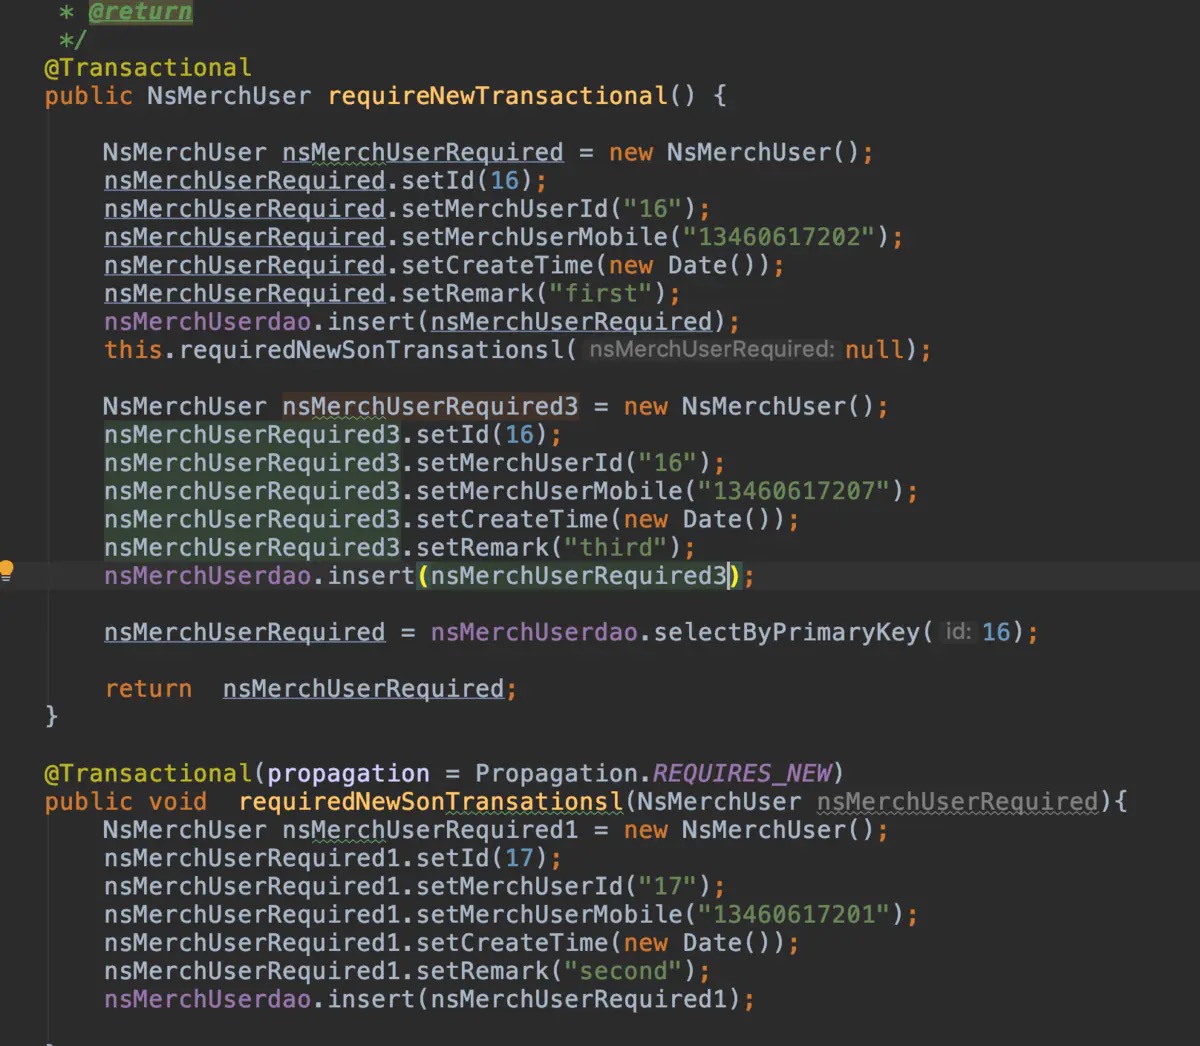 * @return
*/
@Transactional
public NsMerchUser requireNewTransactional() {
NsMerchUser nsMerchUserRequired = new NsMerchUser();
nsMerchUserRequired.setId(16);
nsMerchUserRequired.setMerchUserId("16");
nsMerchUserRequired.setMerchUserMobile("13460617202");
nsMerchUserRequired.setCreateTime(new Date());
nsMerchUserRequired.setRemark("first");
nsMerchUserdao.insert(nsMerchUserRequired);
this.requiredNewSonTransationsl( nsMerchUserRequired: null);
NsMerchUser nsMerchUserRequired3 = new NsMerchUser();
nsMerchUserRequired3.setId(16);
nsMerchUserRequired3.setMerchUserId("16");
nsMerchUserRequired3.setMerchUserMobile("13460617207");
nsMerchUserRequired3.setCreateTime(new Date());
nsMerchUserRequired3.setRemark("third");
nsMerchUserdao.insert(nsMerchUserRequired3);
nsMerchUserRequired = nsMerchUserdao.selectByPrimaryKey( id: 16);
return  nsMerchUserRequired;
}
@Transactional(propagation = Propagation.REQUIRES_NEW)
public void  requiredNewSonTransationsl(NsMerchUser nsMerchUserRequired){
NsMerchUser nsMerchUserRequired1 = new NsMerchUser();
nsMerchUserRequired1.setId(17);
nsMerchUserRequired1.setMerchUserId("17");
nsMerchUserRequired1.setMerchUserMobile("13460617201");
nsMerchUserRequired1.setCreateTime(new Date());
nsMerchUserRequired1.setRemark("second");
nsMerchUserdao.insert(nsMerchUserRequired1);